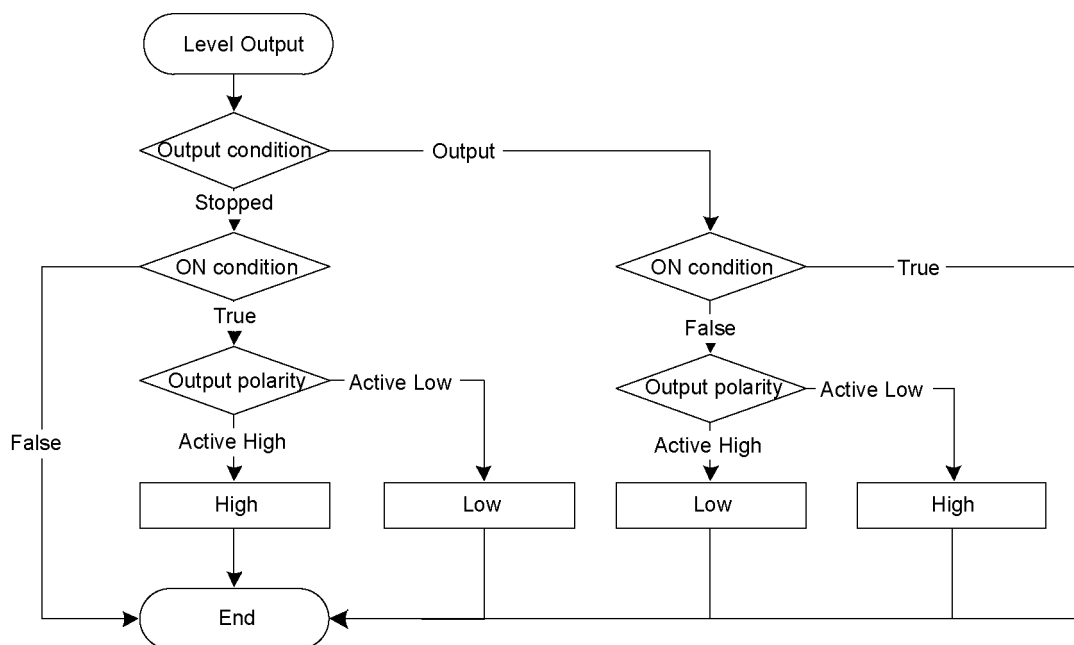 Level Output
Output condition
Output
Stopped
ON condition
ON condition
True
True
False
Output polarity
Active Low
Output polarity
Active Low
False
Active High
Active High
High
Low
Low
High
End